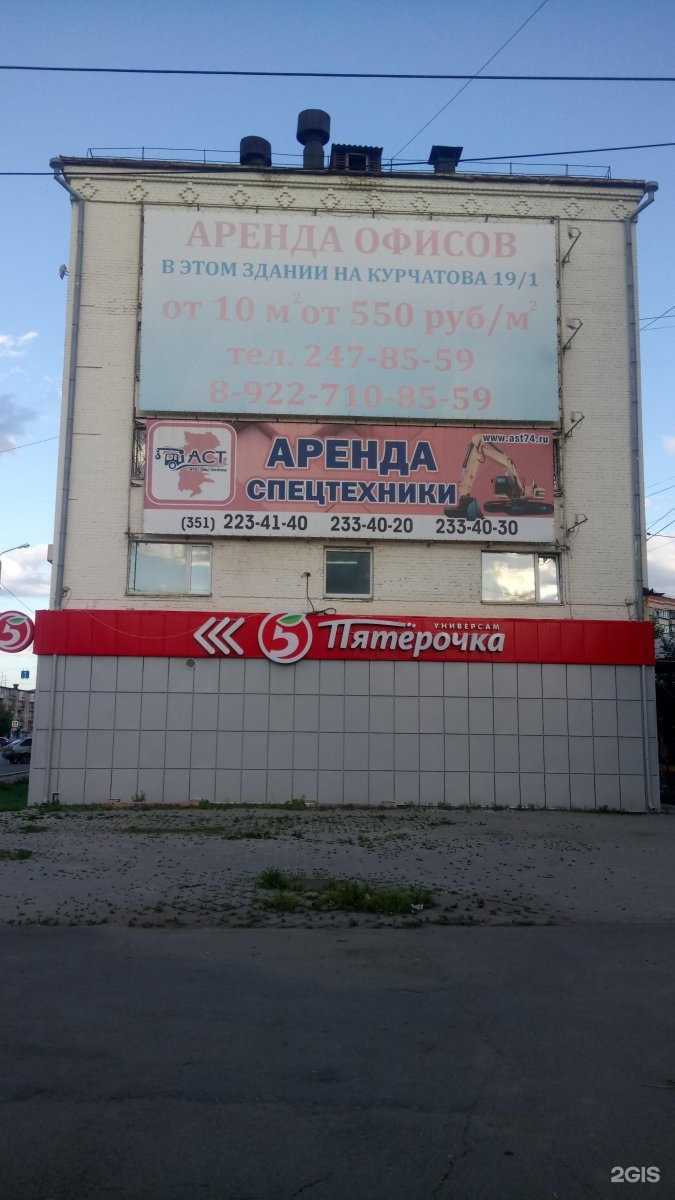 АРЕНДА ОФИСОВ
В ЭТОМ ЗДАНИИ НА КУРЧАТОВА 19/1
от 10 м² от 550 руб/м²
тел. 247-85-59
8-922-710-85-59
АСТ
www.ast74.ru
АРЕНДА
СПЕЦТЕХНИКИ
(351) 223-41-40 233-40-20 233-40-30
5
5
УНИВЕРСАМ
Пятёрочка
2GIS